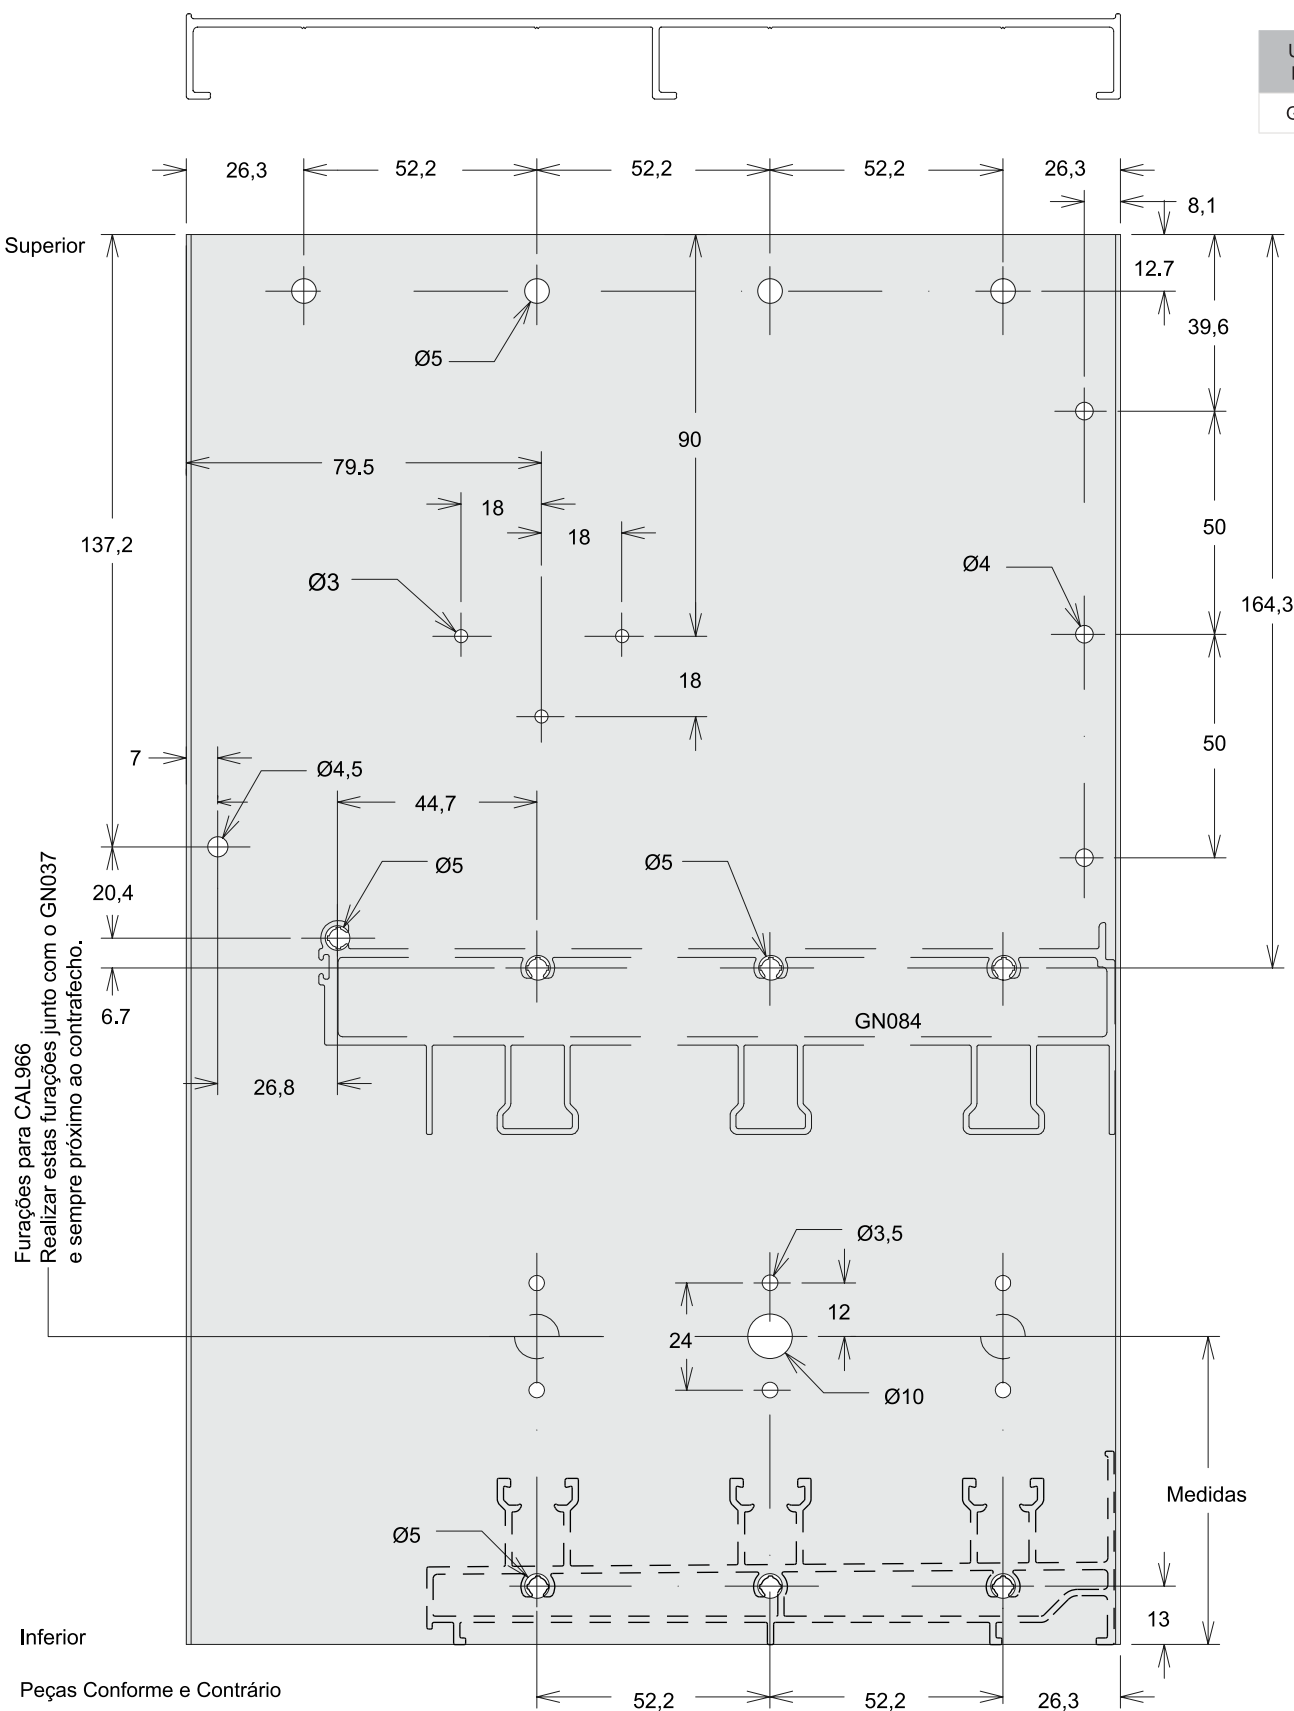 26,3
52,2
52,2
52,2
26,3
8,1
Superior
12.7
39,6
Ø5
90
79.5
18
18
50
137,2
Ø4
Ø3
164,3
18
7
50
Ø4,5
44,7
Ø5
Ø5
20,4
6.7
GN084
26,8
Furações para CAL966
Realizar estas furações junto com o GN037
e sempre próximo ao contrafecho.
Ø3,5
12
24
Ø10
Medidas
Ø5
13
Inferior
Peças Conforme e Contrário
52,2
52,2
26,3